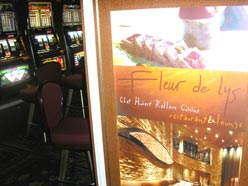 Fleur de lys
Chef Hubert Keller's Cuisine
restaurant & lounge